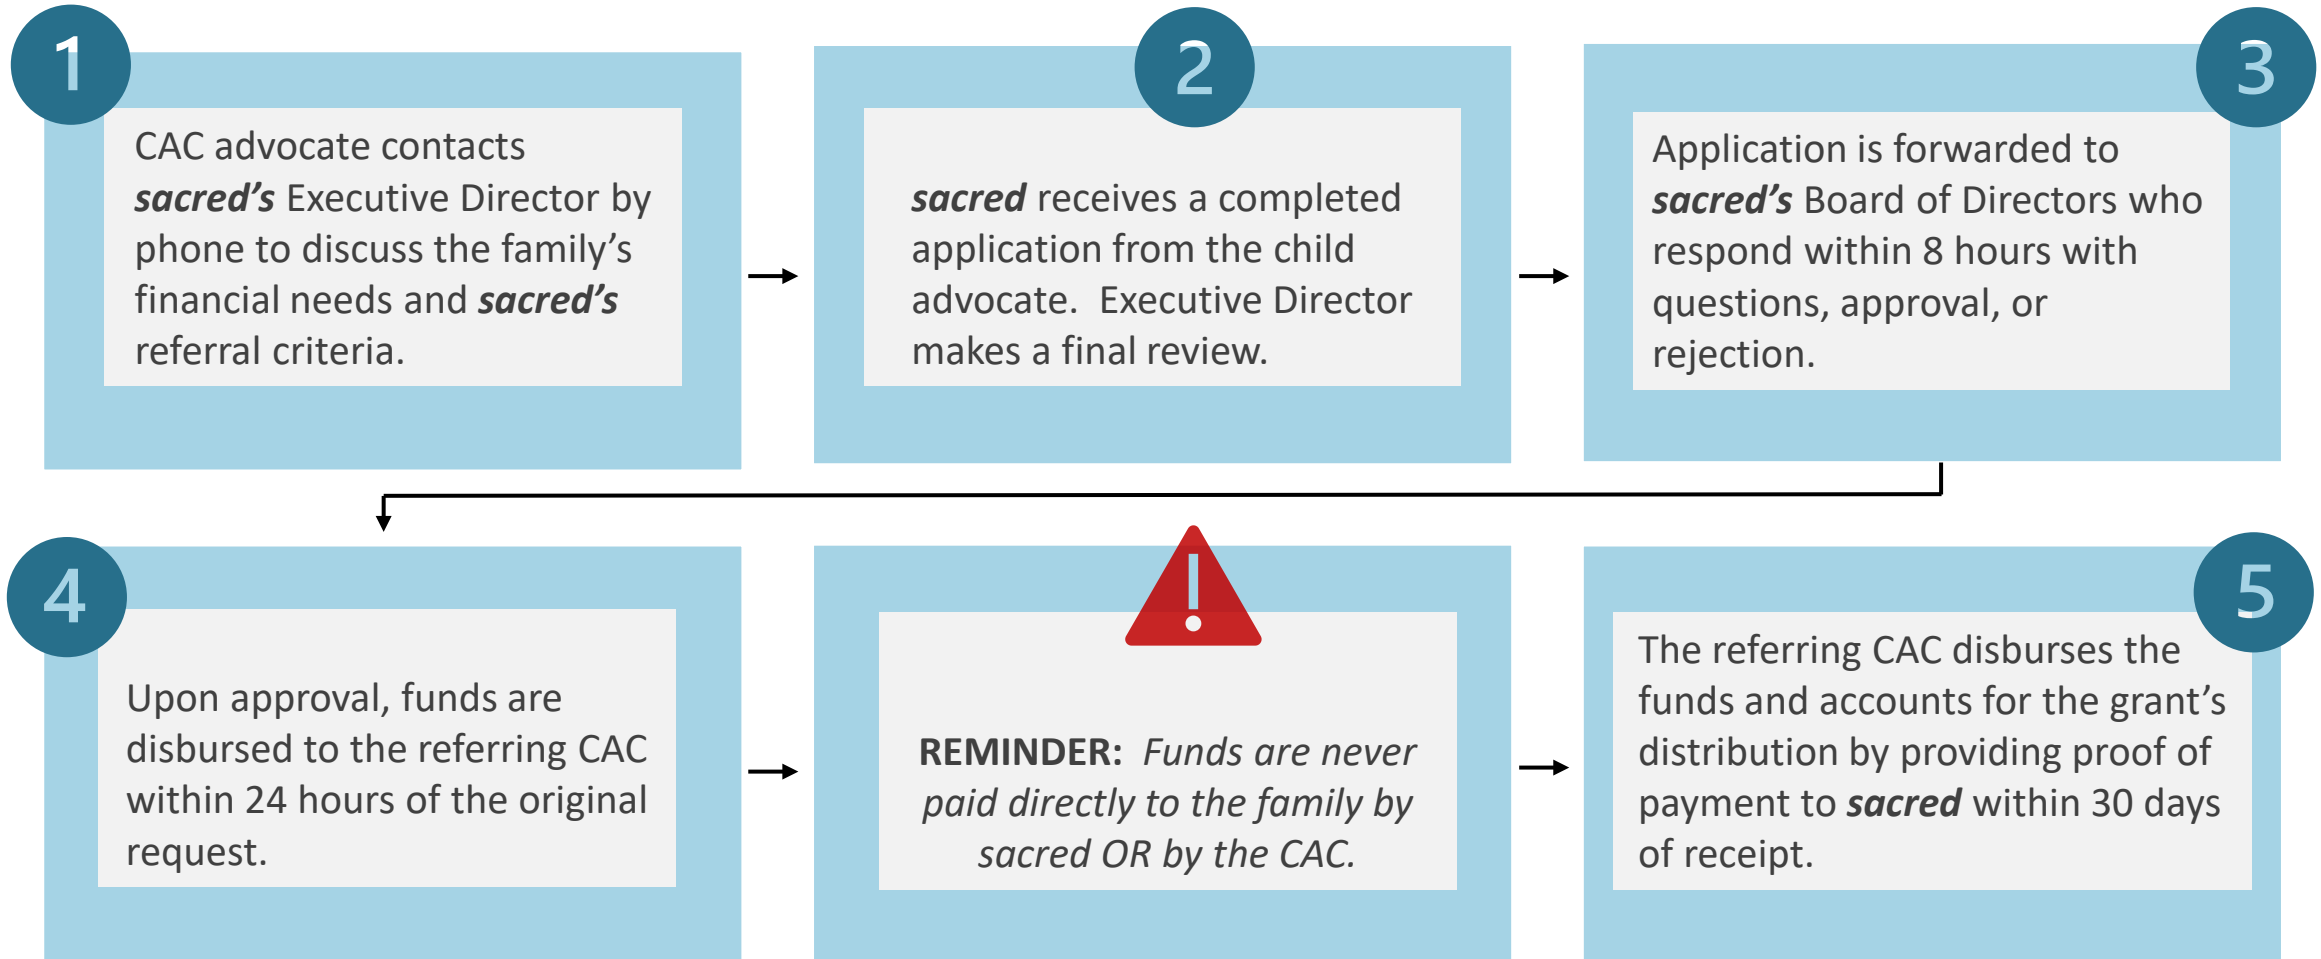 1
CAC advocate contacts
sacred’s Executive Director by
phone to discuss the family’s
financial needs and sacred’s
referral criteria.
2
sacred receives a completed
application from the child
advocate.  Executive Director
makes a final review.
3
Application is forwarded to
sacred’s Board of Directors who
respond within 8 hours with
questions, approval, or
rejection.
4
Upon approval, funds are
disbursed to the referring CAC
within 24 hours of the original
request.
!
REMINDER:  Funds are never
paid directly to the family by
sacred OR by the CAC.
5
The referring CAC disburses the
funds and accounts for the grant’s
distribution by providing proof of
payment to sacred within 30 days
of receipt.